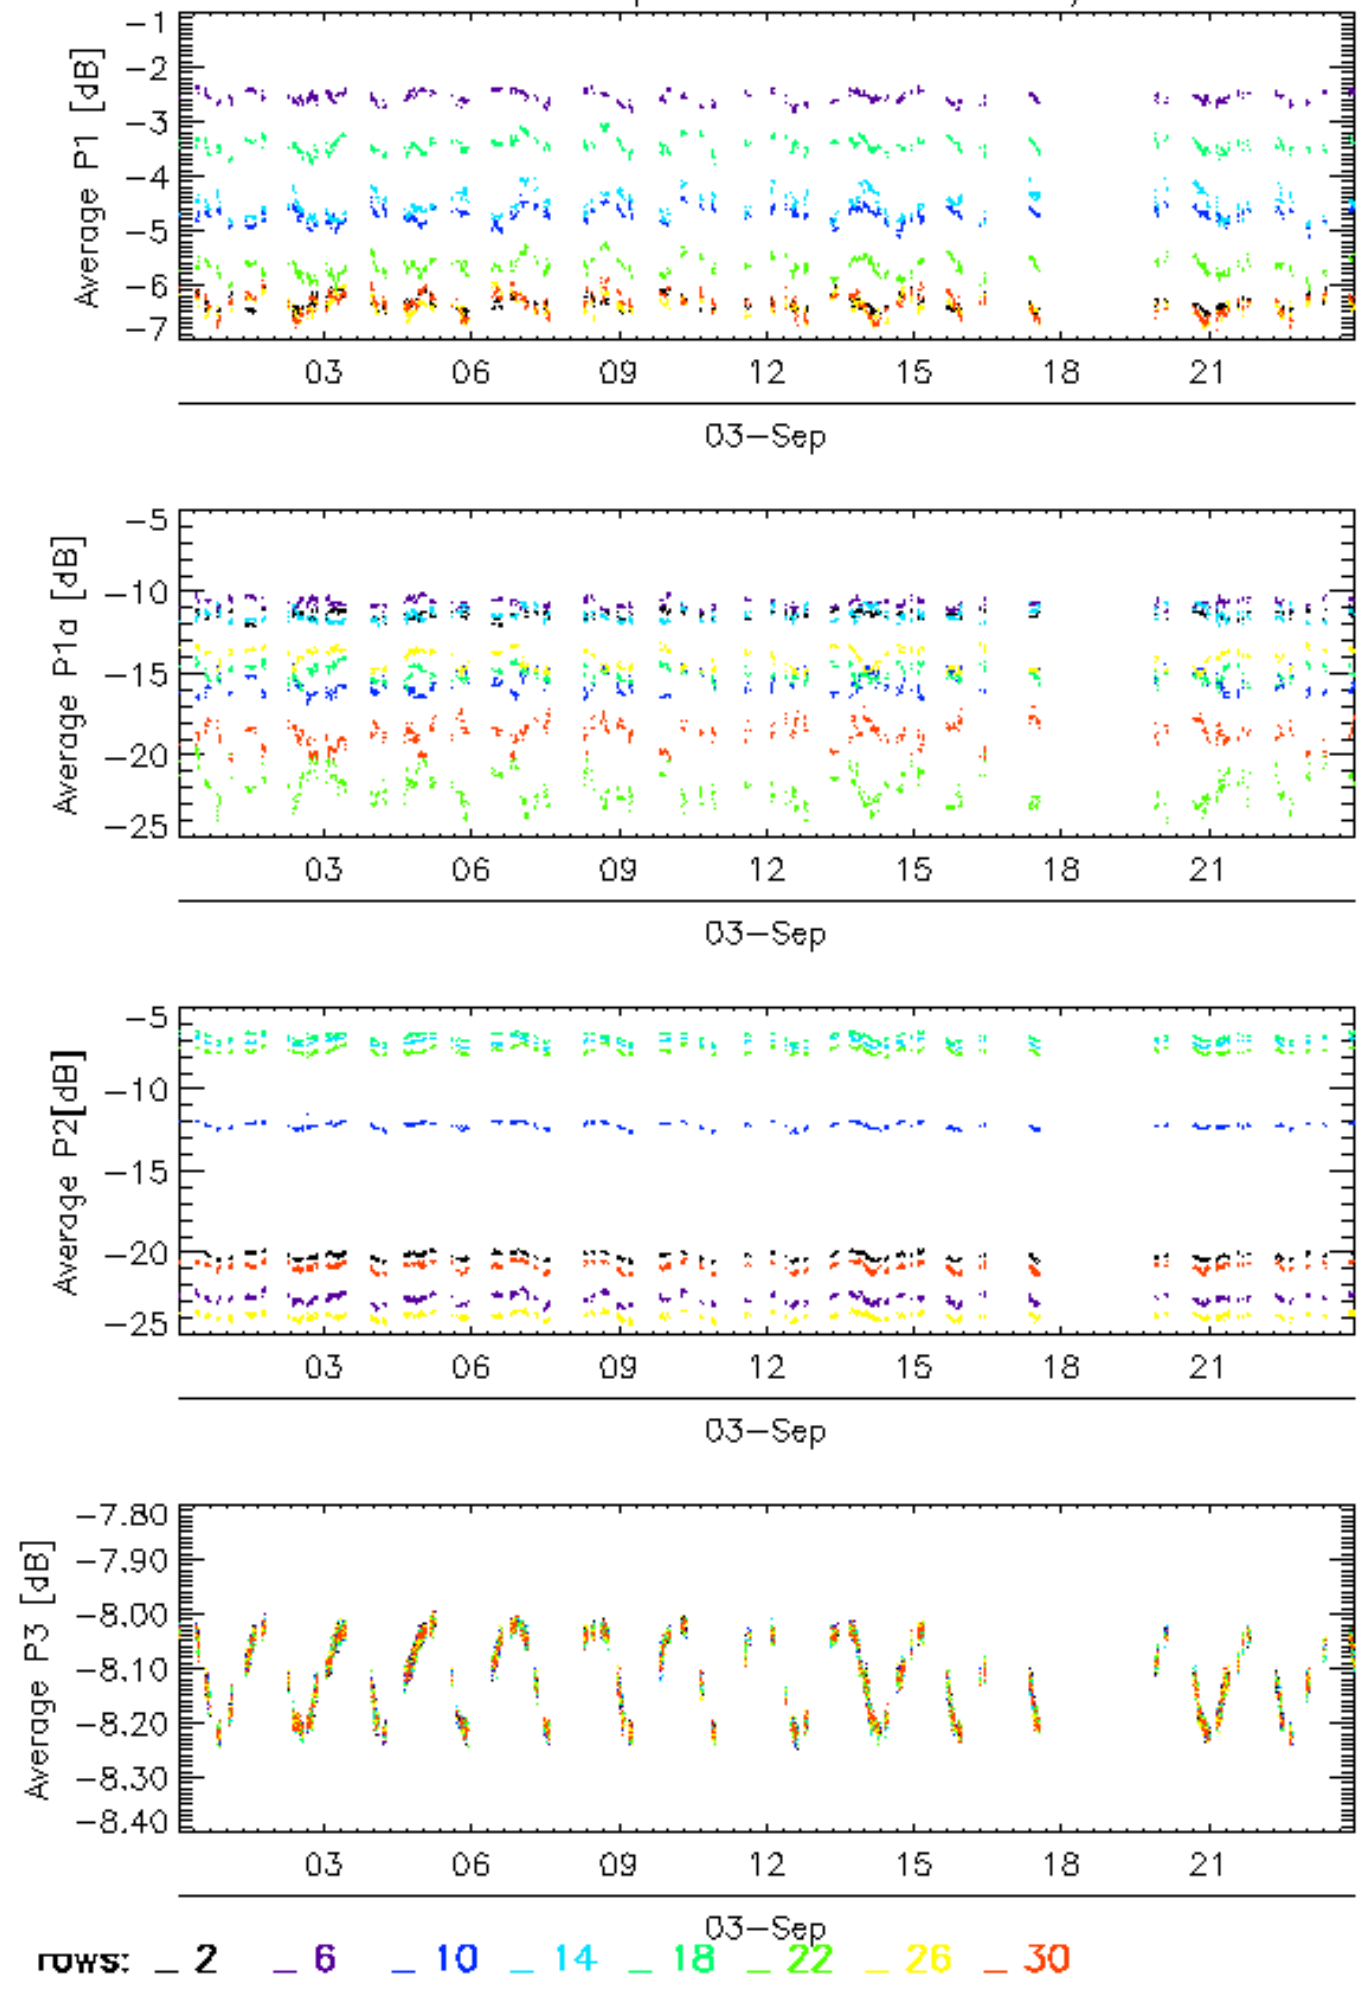 -1
-2
-3
-4
-5
-6
-7
Average P1 [dB]
03 06 09 12 15 18 21
03-Sep
-5
-10
-15
-20
-25
Average P1a [dB]
03 06 09 12 15 18 21
03-Sep
-5
-10
-15
-20
-25
Average P2[dB]
03 06 09 12 15 18 21
03-Sep
-7.80
-7.90
-8.00
-8.10
-8.20
-8.30
-8.40
Average P3 [dB]
03 06 09 12 15 18 21
03-Sep
rows: _ 2 _ 6 _ 10 _ 14 _ 18 _ 22 _ 26 _ 30